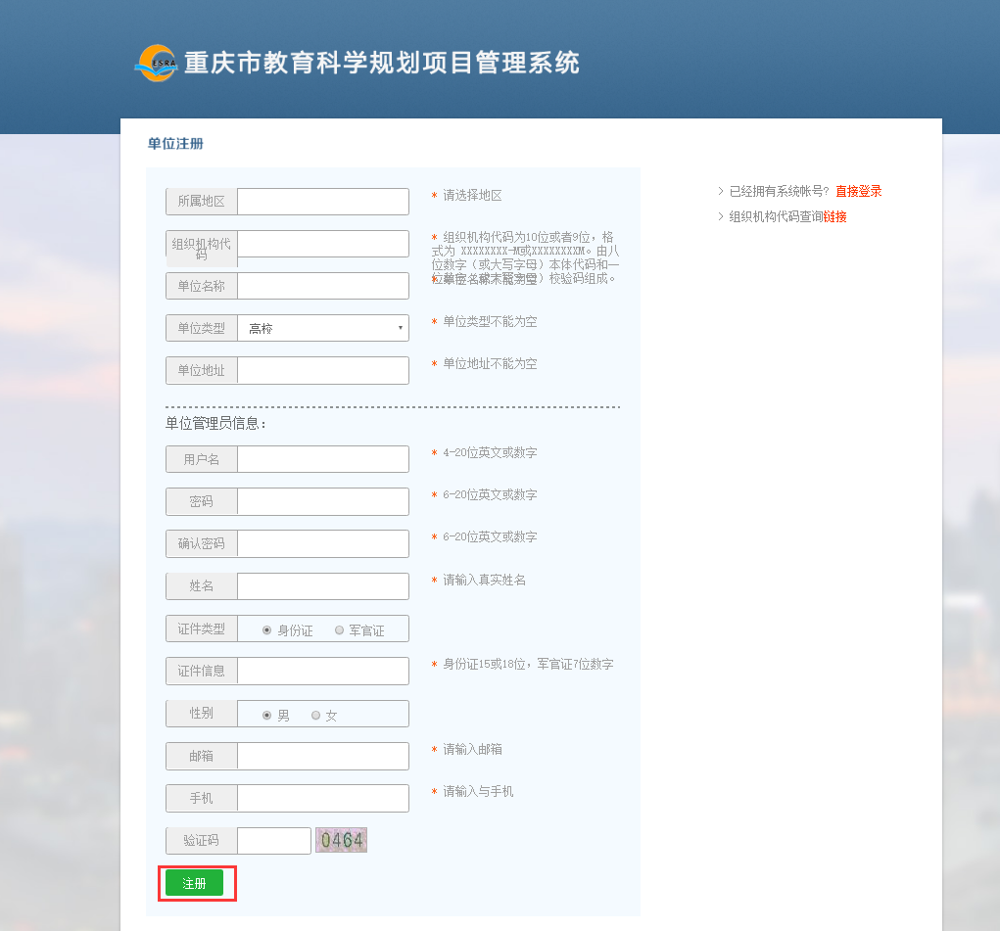 ESRA 重庆市教育科学规划项目管理系统
单位注册
所属地区 * 请选择地区
> 已经拥有系统帐号? 直接登录
> 组织机构代码查询链接
组织机构代
码
* 组织机构代码为10位或者9位，格
式为 XXXXXXXX-M或XXXXXXXXM。由八
位数字（或大写字母）本体代码和一
位数字（或大写字母）校验码组成。
单位名称 * 单位名称不能为空
单位类型 高校 * 单位类型不能为空
单位地址 * 单位地址不能为空
单位管理员信息：
用户名 * 4-20位英文或数字
密码 * 6-20位英文或数字
确认密码 * 6-20位英文或数字
姓名 * 请输入真实姓名
证件类型 身份证 军官证
证件信息 * 身份证15或18位，军官证7位数字
性别 男 女
邮箱 * 请输入邮箱
手机 * 请输入与手机
验证码 0464
注册